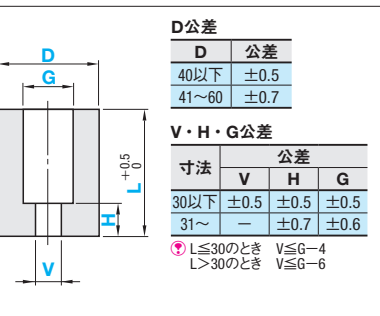 D
G
L +0.5 0
H
V
D公差
D 公差
40以下 ±0.5
41〜60 ±0.7
V・H・G公差
寸法 公差
V H G
30以下 ±0.5 ±0.5 ±0.5
31〜 － ±0.7 ±0.6
L≦30のとき V≦G－4
L＞30のとき V≦G－6